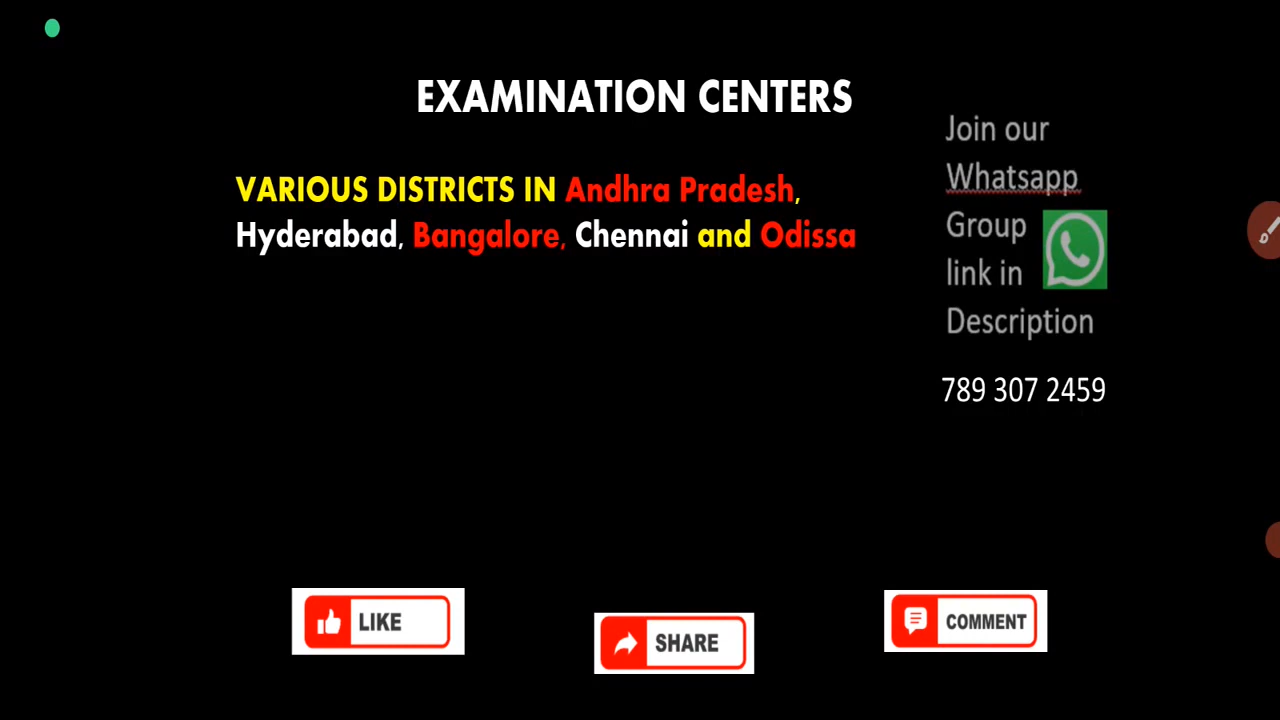 EXAMINATION CENTERS
VARIOUS DISTRICTS IN Andhra Pradesh,
Hyderabad, Bangalore, Chennai and Odissa
Join our
Whatsapp
Group
link in
Description
789 307 2459
LIKE
SHARE
COMMENT